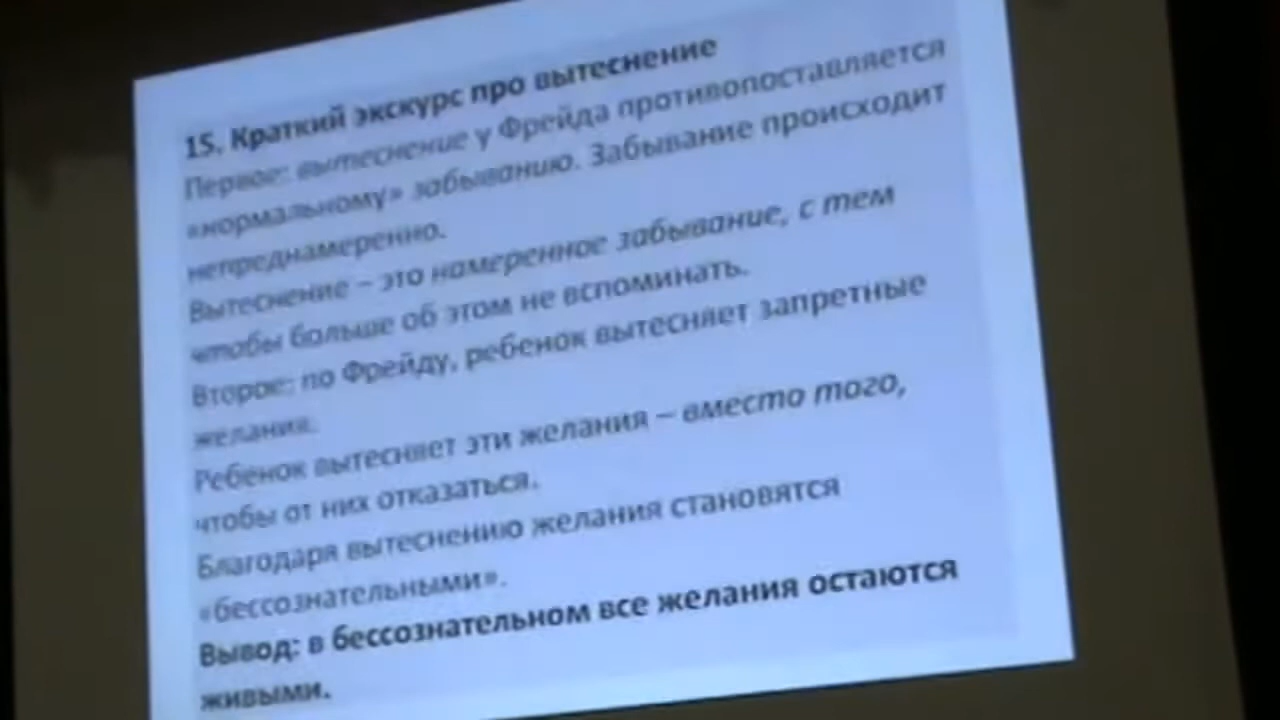 15. Краткий экскурс про вытеснение
Первое: вытеснение у Фрейда противопоставляется
«нормальному» забыванию. Забывание происходит
непреднамеренно.
Вытеснение – это намеренное забывание, с тем
чтобы больше об этом не вспоминать.
Второе: по Фрейду, ребенок вытесняет запретные
желания.
Ребенок вытесняет эти желания – вместо того,
чтобы от них отказаться.
Благодаря вытеснению желания становятся
«бессознательными».
Вывод: в бессознательном все желания остаются
живыми.